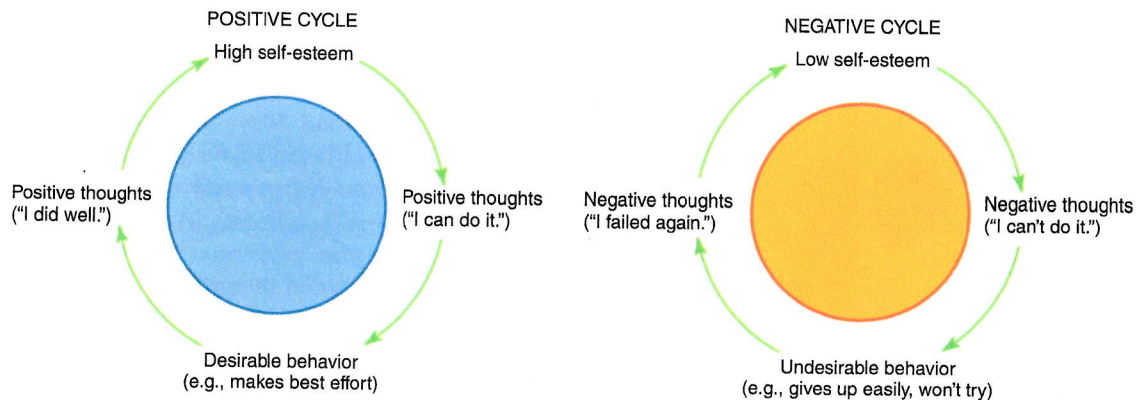 POSITIVE CYCLE
High self-esteem
Positive thoughts
("I can do it.")
Desirable behavior
(e.g., makes best effort)
Positive thoughts
("I did well.")
NEGATIVE CYCLE
Low self-esteem
Negative thoughts
("I can't do it.")
Undesirable behavior
(e.g., gives up easily, won't try)
Negative thoughts
("I failed again.")